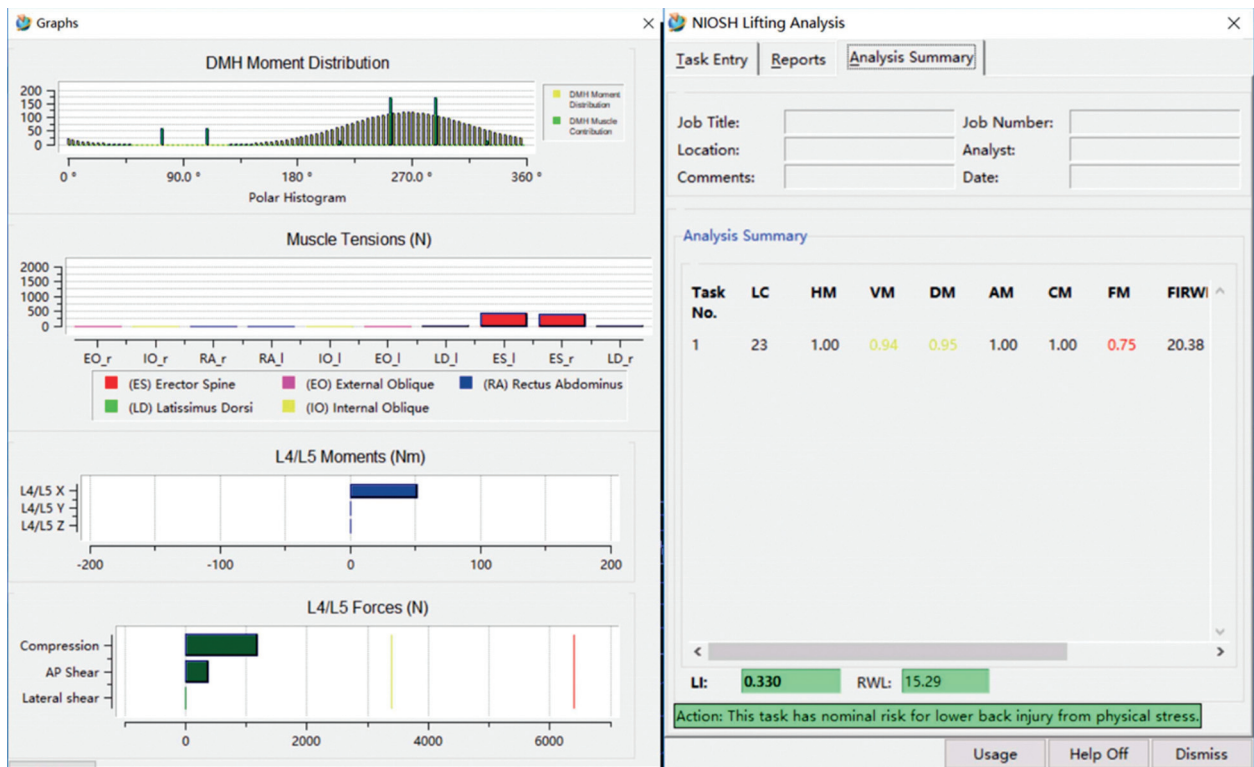 Graphs
DMH Moment Distribution
200
150
100
50
0
DMH Moment
Distribution
DMH Muscle
Contribution
0 ° 90.0 ° 180 ° 270.0 ° 360 °
Polar Histogram
Muscle Tensions (N)
2000
1500
1000
500
0
EO_r IO_r RA_r RA_l IO_l EO_l LD_l ES_l ES_r LD_r
(ES) Erector Spine (EO) External Oblique (RA) Rectus Abdominus
(LD) Latissimus Dorsi (IO) Internal Oblique
L4/L5 Moments (Nm)
L4/L5 X
L4/L5 Y
L4/L5 Z
-200 -100 0 100 200
L4/L5 Forces (N)
Compression
AP Shear
Lateral shear
0 2000 4000 6000
NIOSH Lifting Analysis
Task Entry Reports Analysis Summary
Job Title: Job Number:
Location: Analyst:
Comments: Date:
Analysis Summary
Task No. LC HM VM DM AM CM FM FIRWI
1 23 1.00 0.94 0.95 1.00 1.00 0.75 20.38
LI: 0.330 RWL: 15.29
Action: This task has nominal risk for lower back injury from physical stress.
Usage Help Off Dismiss